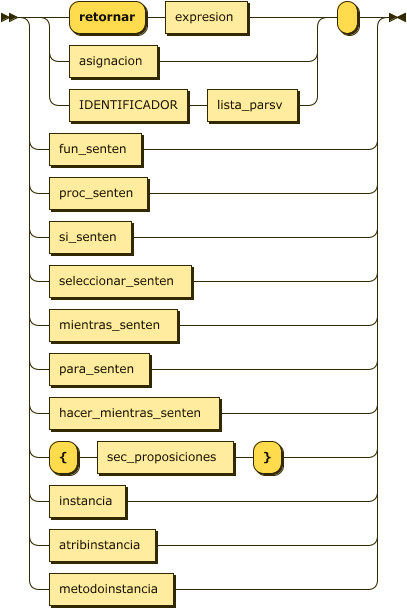 retornar expresion
asignacion
IDENTIFICADOR lista_parsv
fun_senten
proc_senten
si_senten
seleccionar_senten
mientras_senten
para_senten
hacer_mientras_senten
{ sec_proposiciones }
instancia
atribinstancia
metodoinstancia